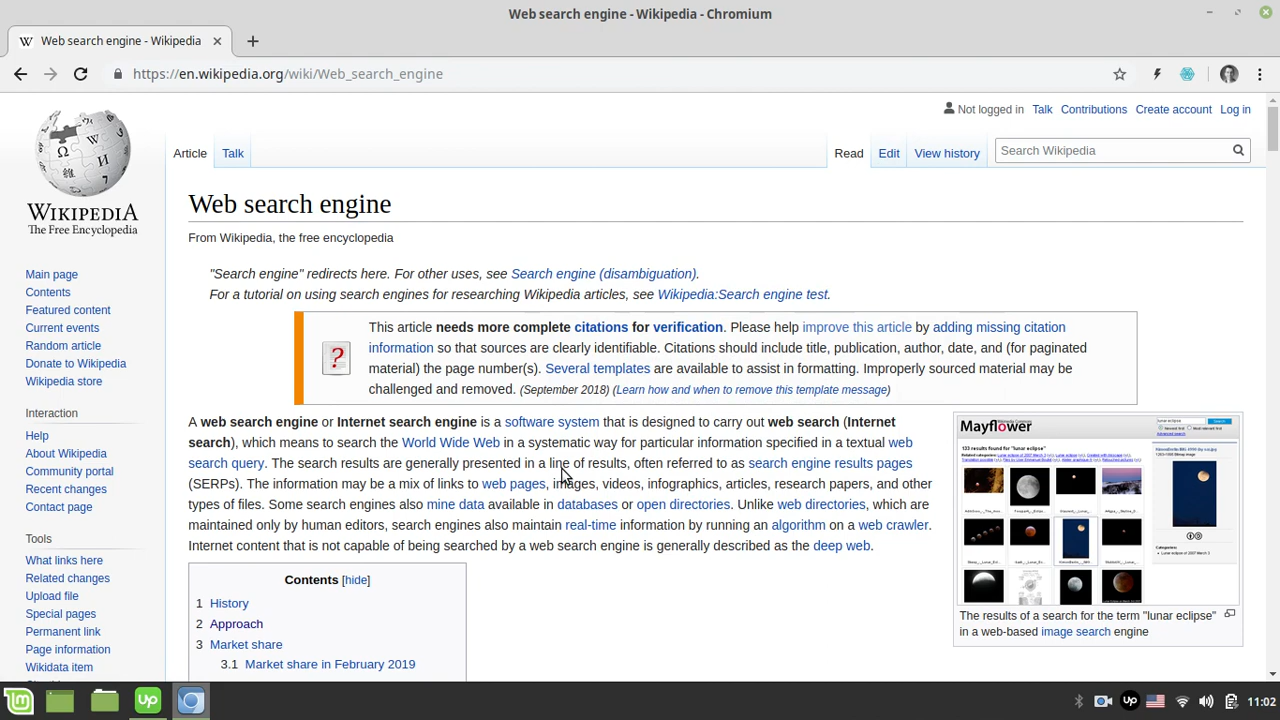 Web search engine - Wikipedia - Chromium
Web search engine - Wikipedia
https://en.wikipedia.org/wiki/Web_search_engine
Not logged in Talk Contributions Create account Log in
Article Talk Read Edit View history Search Wikipedia
WIKIPEDIA
The Free Encyclopedia
Web search engine
From Wikipedia, the free encyclopedia
"Search engine" redirects here. For other uses, see Search engine (disambiguation).
For a tutorial on using search engines for researching Wikipedia articles, see Wikipedia:Search engine test.
This article needs more complete citations for verification. Please help improve this article by adding missing citation
information so that sources are clearly identifiable. Citations should include title, publication, author, date, and (for paginated
material) the page number(s). Several templates are available to assist in formatting. Improperly sourced material may be
challenged and removed. (September 2018) (Learn how and when to remove this template message)
A web search engine or Internet search engine is a software system that is designed to carry out web search (Internet
search), which means to search the World Wide Web in a systematic way for particular information specified in a textual web
search query. The search results are generally presented in a line of results, often referred to as search engine results pages
(SERPs). The information may be a mix of links to web pages, images, videos, infographics, articles, research papers, and other
types of files. Some search engines also mine data available in databases or open directories. Unlike web directories, which are
maintained only by human editors, search engines also maintain real-time information by running an algorithm on a web crawler.
Internet content that is not capable of being searched by a web search engine is generally described as the deep web.
Contents [hide]
1 History
2 Approach
3 Market share
3.1 Market share in February 2019
Mayflower
The results of a search for the term "lunar eclipse"
in a web-based image search engine
Main page
Contents
Featured content
Current events
Random article
Donate to Wikipedia
Wikipedia store
Interaction
Help
About Wikipedia
Community portal
Recent changes
Contact page
Tools
What links here
Related changes
Upload file
Special pages
Permanent link
Page information
Wikidata item
up
up
11:02